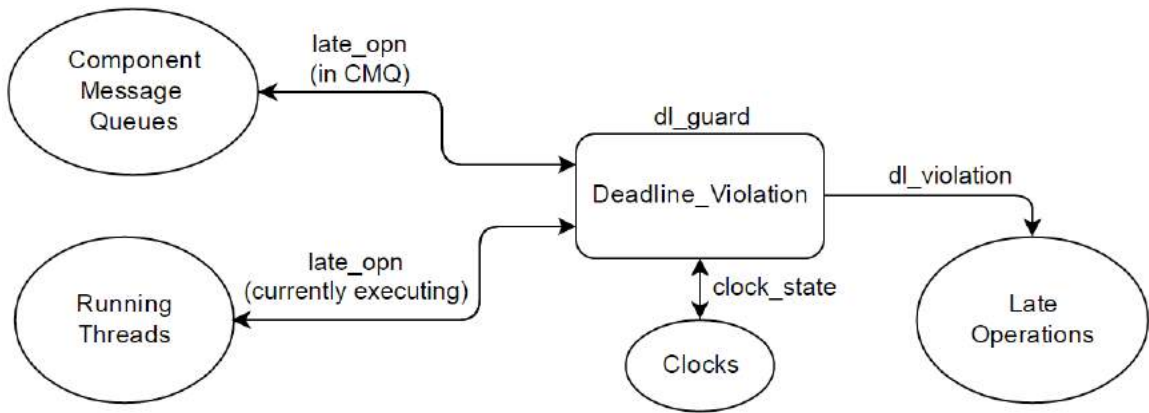 Component
Message
Queues
late_opn
(in CMQ)
dl_guard
Deadline_Violation
dl_violation
late_opn
(currently executing)
Running
Threads
clock_state
Clocks
Late
Operations